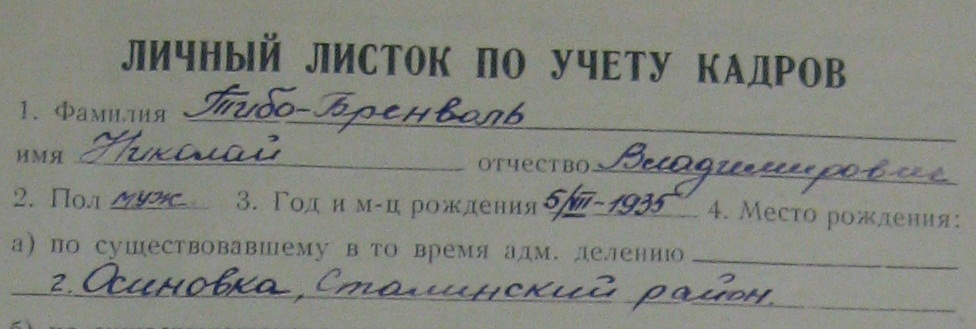 ЛИЧНЫЙ ЛИСТОК ПО УЧЕТУ КАДРОВ
1. Фамилия Тибо-Бренволь
имя Николай отчество Владимирович
2. Пол муж 3. Год и м-ц рождения 5/VII-1935 4. Место рождения:
а) по существовавшему в то время адм. делению
г. Осиновка, Сталинский район.